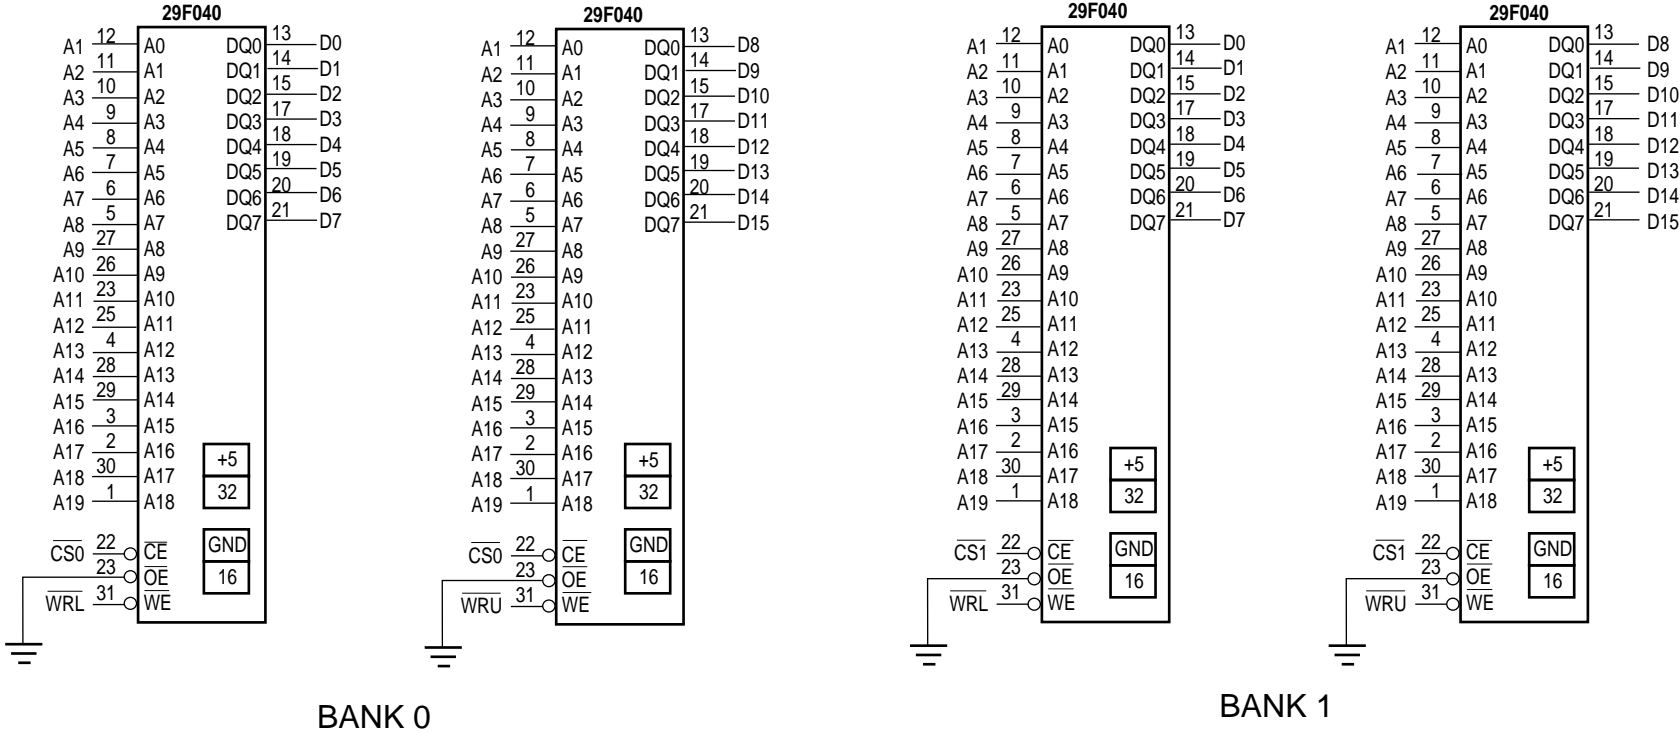 29F040
A1 12 A0 DQ0 13 D0
A2 11 A1 DQ1 14 D1
A3 10 A2 DQ2 15 D2
A4 9 A3 DQ3 17 D3
A5 8 A4 DQ4 18 D4
A6 7 A5 DQ5 19 D5
A7 6 A6 DQ6 20 D6
A8 5 A7 DQ7 21 D7
A9 27 A8
A10 26 A9
A11 23 A10
A12 25 A11
A13 4 A12
A14 28 A13
A15 29 A14
A16 3 A15
A17 2 A16
A18 30 A17
A19 1 A18
+5
32
GND
16
CS0 22 CE
23 OE
WRL 31 WE
29F040
A1 12 A0 DQ0 13 D8
A2 11 A1 DQ1 14 D9
A3 10 A2 DQ2 15 D10
A4 9 A3 DQ3 17 D11
A5 8 A4 DQ4 18 D12
A6 7 A5 DQ5 19 D13
A7 6 A6 DQ6 20 D14
A8 5 A7 DQ7 21 D15
A9 27 A8
A10 26 A9
A11 23 A10
A12 25 A11
A13 4 A12
A14 28 A13
A15 29 A14
A16 3 A15
A17 2 A16
A18 30 A17
A19 1 A18
+5
32
GND
16
CS0 22 CE
23 OE
WRU 31 WE
BANK 0
29F040
A1 12 A0 DQ0 13 D0
A2 11 A1 DQ1 14 D1
A3 10 A2 DQ2 15 D2
A4 9 A3 DQ3 17 D3
A5 8 A4 DQ4 18 D4
A6 7 A5 DQ5 19 D5
A7 6 A6 DQ6 20 D6
A8 5 A7 DQ7 21 D7
A9 27 A8
A10 26 A9
A11 23 A10
A12 25 A11
A13 4 A12
A14 28 A13
A15 29 A14
A16 3 A15
A17 2 A16
A18 30 A17
A19 1 A18
+5
32
GND
16
CS1 22 CE
23 OE
WRL 31 WE
29F040
A1 12 A0 DQ0 13 D8
A2 11 A1 DQ1 14 D9
A3 10 A2 DQ2 15 D10
A4 9 A3 DQ3 17 D11
A5 8 A4 DQ4 18 D12
A6 7 A5 DQ5 19 D13
A7 6 A6 DQ6 20 D14
A8 5 A7 DQ7 21 D15
A9 27 A8
A10 26 A9
A11 23 A10
A12 25 A11
A13 4 A12
A14 28 A13
A15 29 A14
A16 3 A15
A17 2 A16
A18 30 A17
A19 1 A18
+5
32
GND
16
CS1 22 CE
23 OE
WRU 31 WE
BANK 1